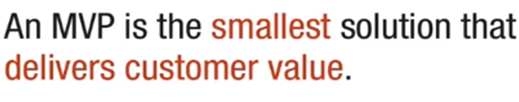 An MVP is the smallest solution that
delivers customer value.